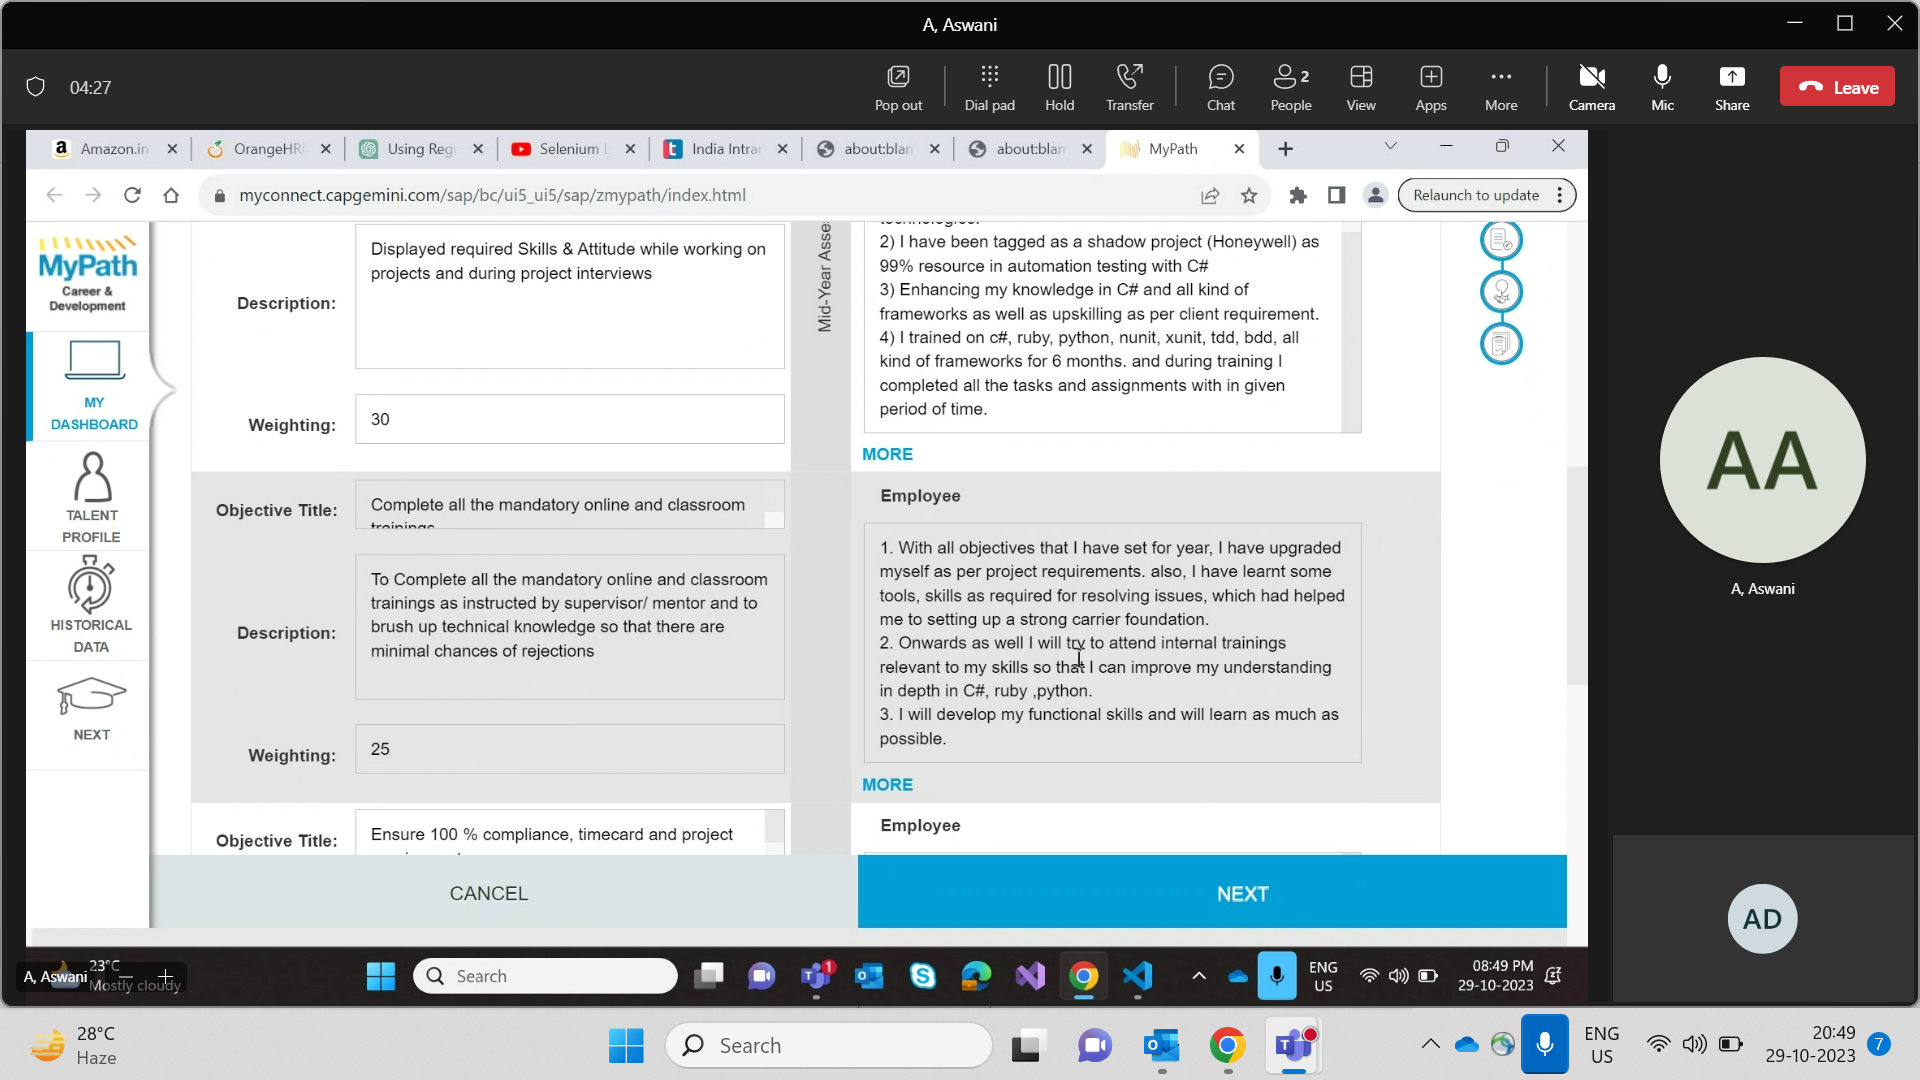 A, Aswani
04:27
Pop out
Dial pad
Hold
Transfer
Chat
2
People
View
Apps
More
Camera
Mic
Share
Leave
Amazon.in
OrangeHR
Using Reg
Selenium
India Intra
about:blan
about:blan
MyPath
myconnect.capgemini.com/sap/bc/ui5_ui5/sap/zmypath/index.html
Relaunch to update
MyPath
Career &
Development
MY
DASHBOARD
TALENT
PROFILE
HISTORICAL
DATA
NEXT
Description:
Displayed required Skills & Attitude while working on
projects and during project interviews
Weighting:
30
Mid-Year Asse
technologies.
2) I have been tagged as a shadow project (Honeywell) as
99% resource in automation testing with C#
3) Enhancing my knowledge in C# and all kind of
frameworks as well as upskilling as per client requirement.
4) I trained on c#, ruby, python, nunit, xunit, tdd, bdd, all
kind of frameworks for 6 months. and during training I
completed all the tasks and assignments with in given
period of time.
MORE
Objective Title:
Complete all the mandatory online and classroom
trainings
Description:
To Complete all the mandatory online and classroom
trainings as instructed by supervisor/ mentor and to
brush up technical knowledge so that there are
minimal chances of rejections
Weighting:
25
Employee
1. With all objectives that I have set for year, I have upgraded
myself as per project requirements. also, I have learnt some
tools, skills as required for resolving issues, which had helped
me to setting up a strong carrier foundation.
2. Onwards as well I will try to attend internal trainings
relevant to my skills so that I can improve my understanding
in depth in C#, ruby ,python.
3. I will develop my functional skills and will learn as much as
possible.
MORE
Objective Title:
Ensure 100 % compliance, timecard and project
Employee
CANCEL
NEXT
AA
A, Aswani
AD
A, Aswani
23°C
Mostly cloudy
Search
1
ENG
US
08:49 PM
29-10-2023
28°C
Haze
Search
ENG
US
20:49
29-10-2023
7